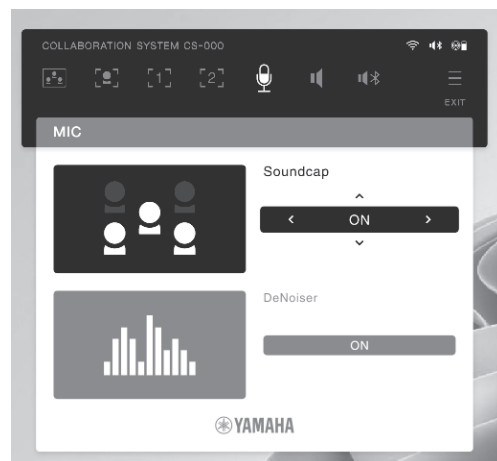 COLLABORATION SYSTEM CS-000
[1] [2]
EXIT
MIC
Soundcap
ON
DeNoiser
ON
YAMAHA